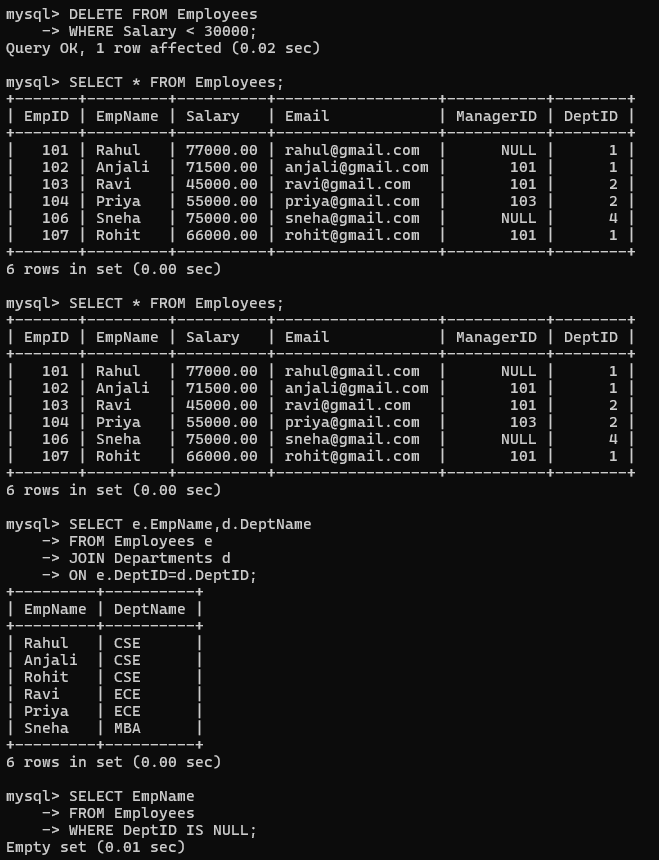 mysql> DELETE FROM Employees
    -> WHERE Salary < 30000;
Query OK, 1 row affected (0.02 sec)

mysql> SELECT * FROM Employees;
+-------+---------+----------+------------------+-----------+--------+
| EmpID | EmpName | Salary   | Email            | ManagerID | DeptID |
+-------+---------+----------+------------------+-----------+--------+
|   101 | Rahul   | 77000.00 | rahul@gmail.com  |      NULL |      1 |
|   102 | Anjali  | 71500.00 | anjali@gmail.com |       101 |      1 |
|   103 | Ravi    | 45000.00 | ravi@gmail.com   |       101 |      2 |
|   104 | Priya   | 55000.00 | priya@gmail.com  |       103 |      2 |
|   106 | Sneha   | 75000.00 | sneha@gmail.com  |      NULL |      4 |
|   107 | Rohit   | 66000.00 | rohit@gmail.com  |       101 |      1 |
+-------+---------+----------+------------------+-----------+--------+
6 rows in set (0.00 sec)

mysql> SELECT * FROM Employees;
+-------+---------+----------+------------------+-----------+--------+
| EmpID | EmpName | Salary   | Email            | ManagerID | DeptID |
+-------+---------+----------+------------------+-----------+--------+
|   101 | Rahul   | 77000.00 | rahul@gmail.com  |      NULL |      1 |
|   102 | Anjali  | 71500.00 | anjali@gmail.com |       101 |      1 |
|   103 | Ravi    | 45000.00 | ravi@gmail.com   |       101 |      2 |
|   104 | Priya   | 55000.00 | priya@gmail.com  |       103 |      2 |
|   106 | Sneha   | 75000.00 | sneha@gmail.com  |      NULL |      4 |
|   107 | Rohit   | 66000.00 | rohit@gmail.com  |       101 |      1 |
+-------+---------+----------+------------------+-----------+--------+
6 rows in set (0.00 sec)

mysql> SELECT e.EmpName,d.DeptName
    -> FROM Employees e
    -> JOIN Departments d
    -> ON e.DeptID=d.DeptID;
+---------+----------+
| EmpName | DeptName |
+---------+----------+
| Rahul   | CSE      |
| Anjali  | CSE      |
| Rohit   | CSE      |
| Ravi    | ECE      |
| Priya   | ECE      |
| Sneha   | MBA      |
+---------+----------+
6 rows in set (0.00 sec)

mysql> SELECT EmpName
    -> FROM Employees
    -> WHERE DeptID IS NULL;
Empty set (0.01 sec)